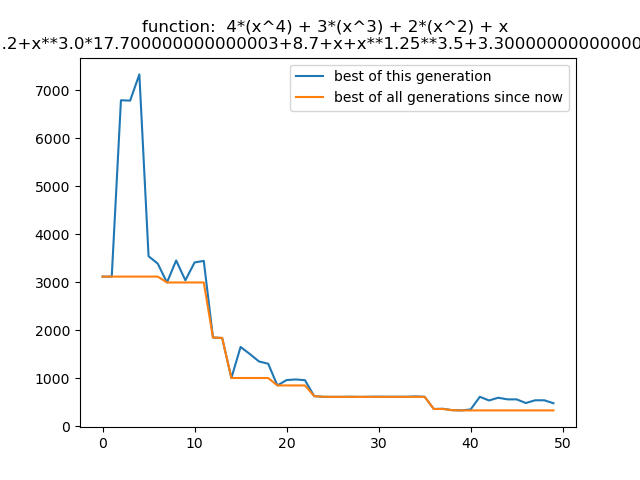 function:  4*(x^4) + 3*(x^3) + 2*(x^2) + x
.2+x**3.0*17.700000000000003+8.7+x+x**1.25**3.5+3.30000000000000
best of this generation
best of all generations since now
7000
6000
5000
4000
3000
2000
1000
0
0 10 20 30 40 50